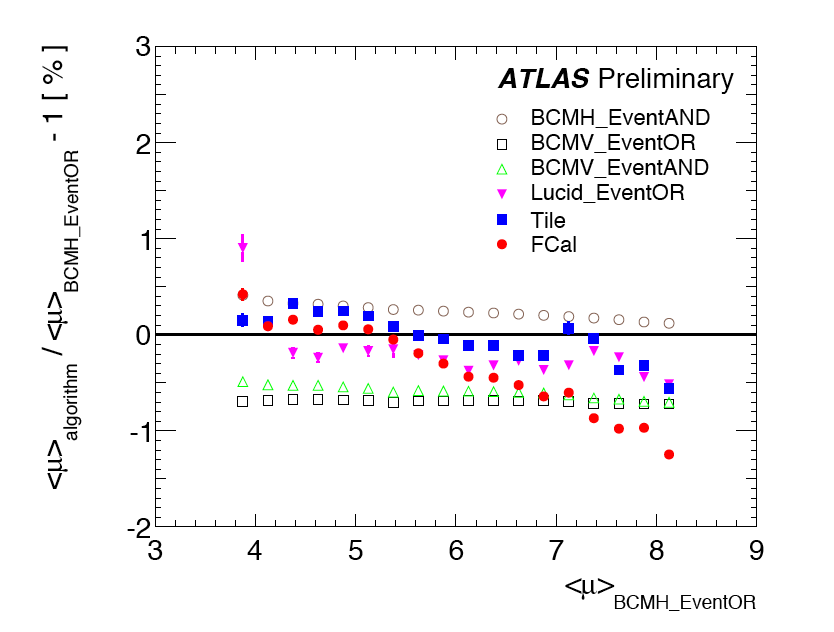 <μ>algorithm / <μ>BCMH_EventOR - 1 [ % ]
3
2
1
0
-1
-2
ATLAS Preliminary
BCMH_EventAND
BCMV_EventOR
BCMV_EventAND
Lucid_EventOR
Tile
FCal
3 4 5 6 7 8 9
<μ>BCMH_EventOR